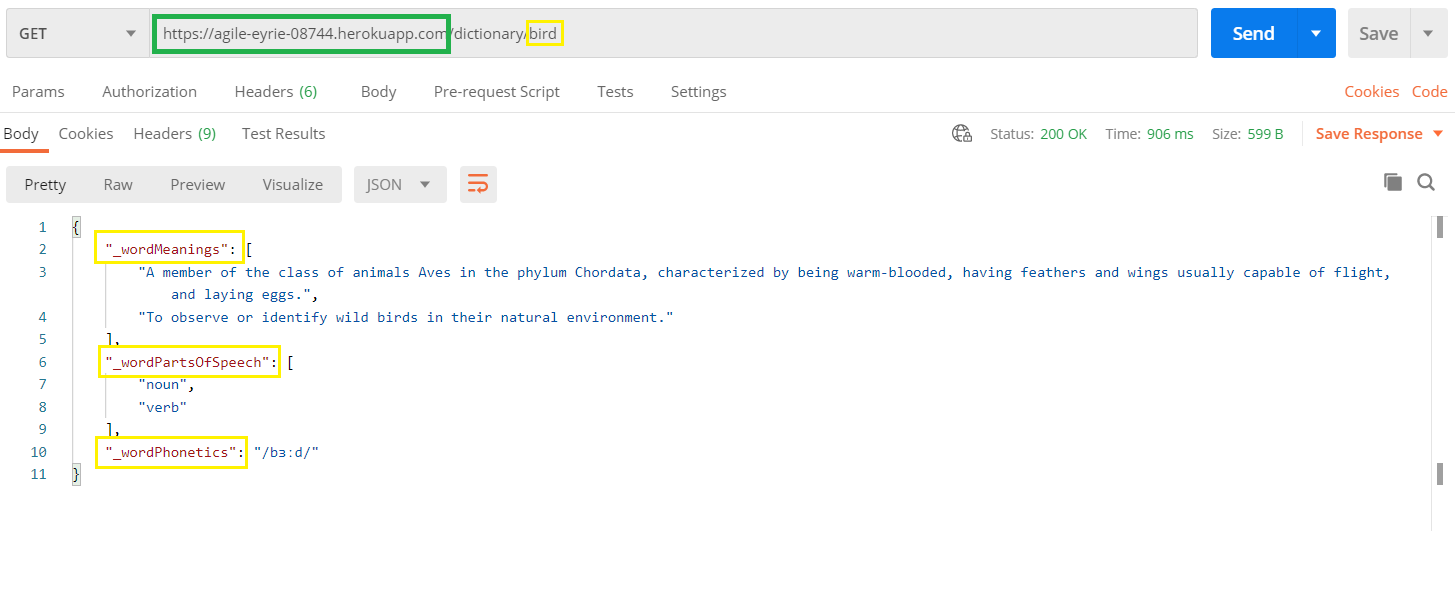 GET https://agile-eyrie-08744.herokuapp.com/dictionary/bird Send Save
Params Authorization Headers (6) Body Pre-request Script Tests Settings Cookies Code
Body Cookies Headers (9) Test Results Status: 200 OK Time: 906 ms Size: 599 B Save Response
Pretty Raw Preview Visualize JSON
1 {
2 "_wordMeanings": [
3 "A member of the class of animals Aves in the phylum Chordata, characterized by being warm-blooded, having feathers and wings usually capable of flight,
and laying eggs.",
4 "To observe or identify wild birds in their natural environment."
5 ],
6 "_wordPartsOfSpeech": [
7 "noun",
8 "verb"
9 ],
10 "_wordPhonetics": "/bɜːd/"
11 }